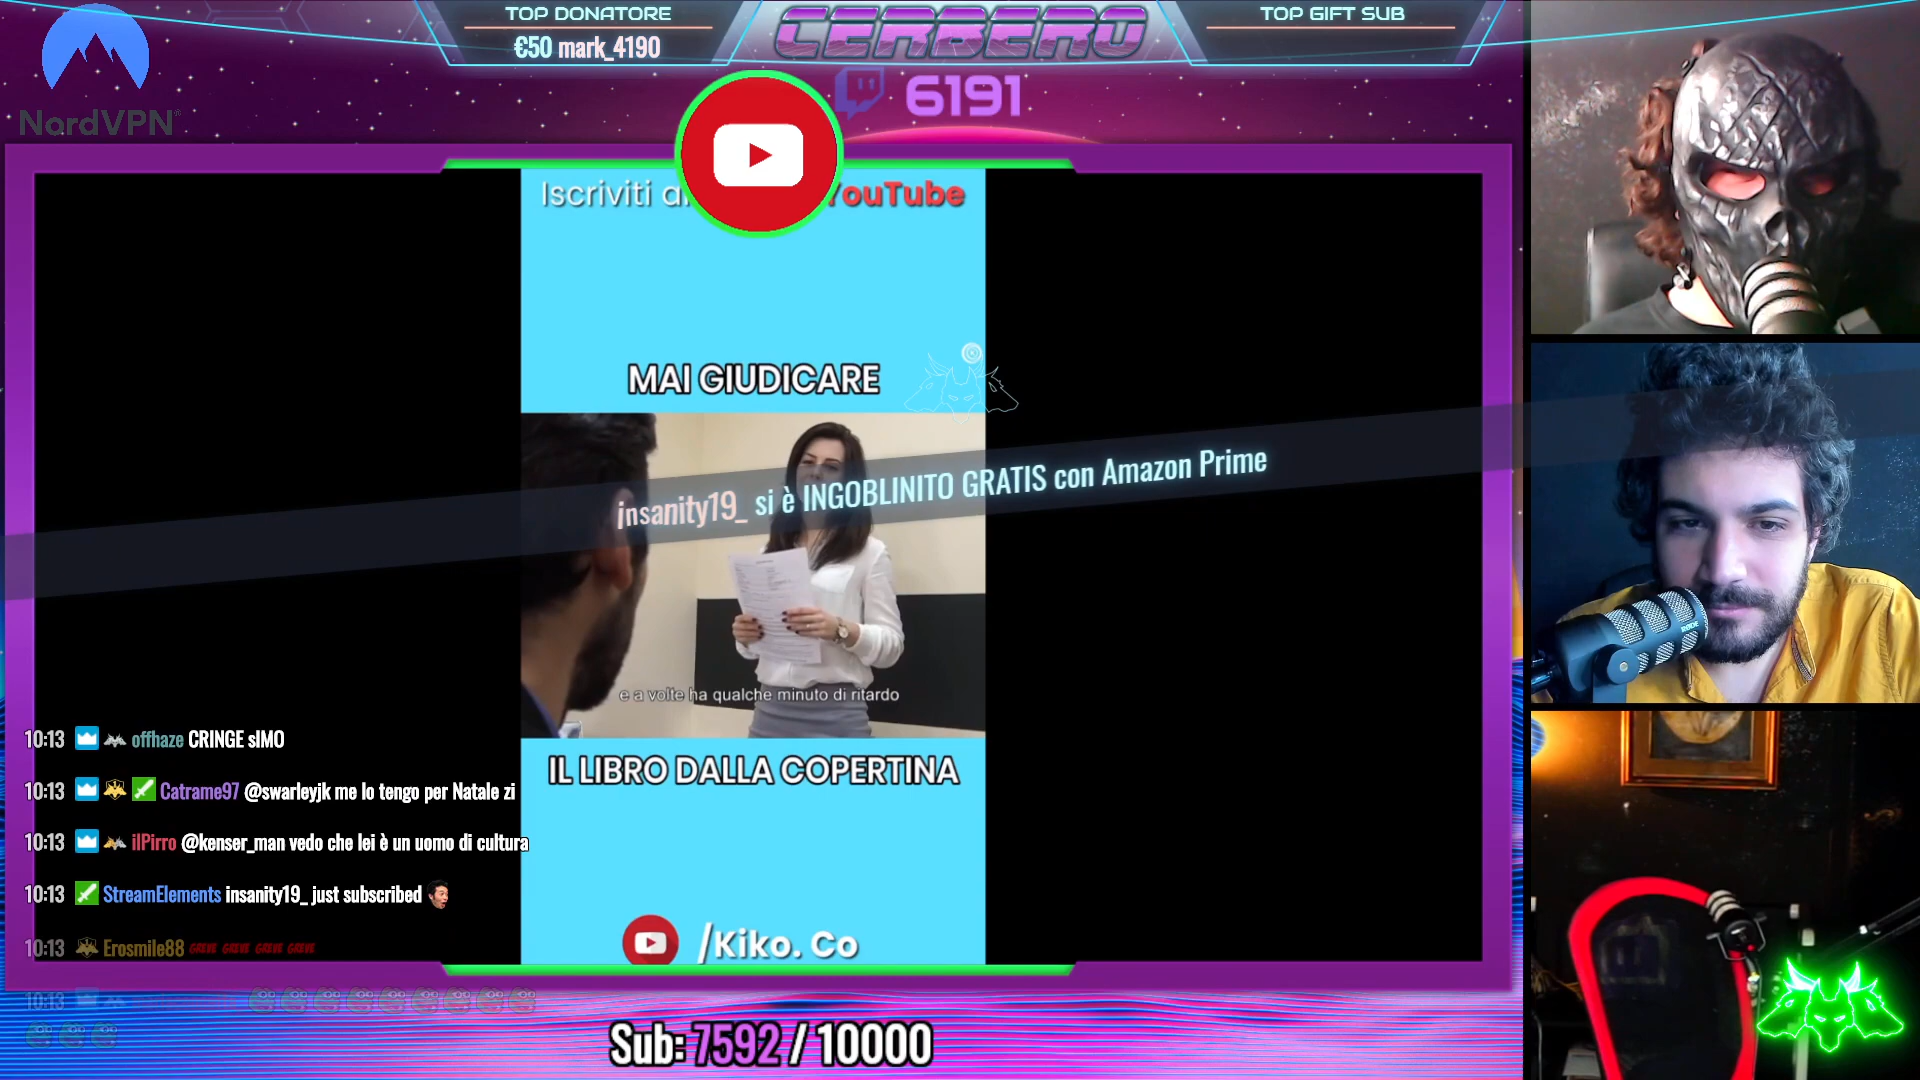 TOP DONATORE
€50 mark_4190
CERBERO
TOP GIFT SUB
6191
NordVPN
Iscriviti
YouTube
MAI GIUDICARE
insanity19_ si è INGOBLINITO GRATIS con Amazon Prime
e a volte ha qualche minuto di ritardo
IL LIBRO DALLA COPERTINA
/Kiko. Co
10:13 offhaze CRINGE sIMO
10:13 Catrame97 @swarleyjk me lo tengo per Natale zi
10:13 ilPirro @kenser_man vedo che lei è un uomo di cultura
10:13 StreamElements insanity19_ just subscribed
10:13 Erosmile88
10:13
Sub: 7592 / 10000
RØDE